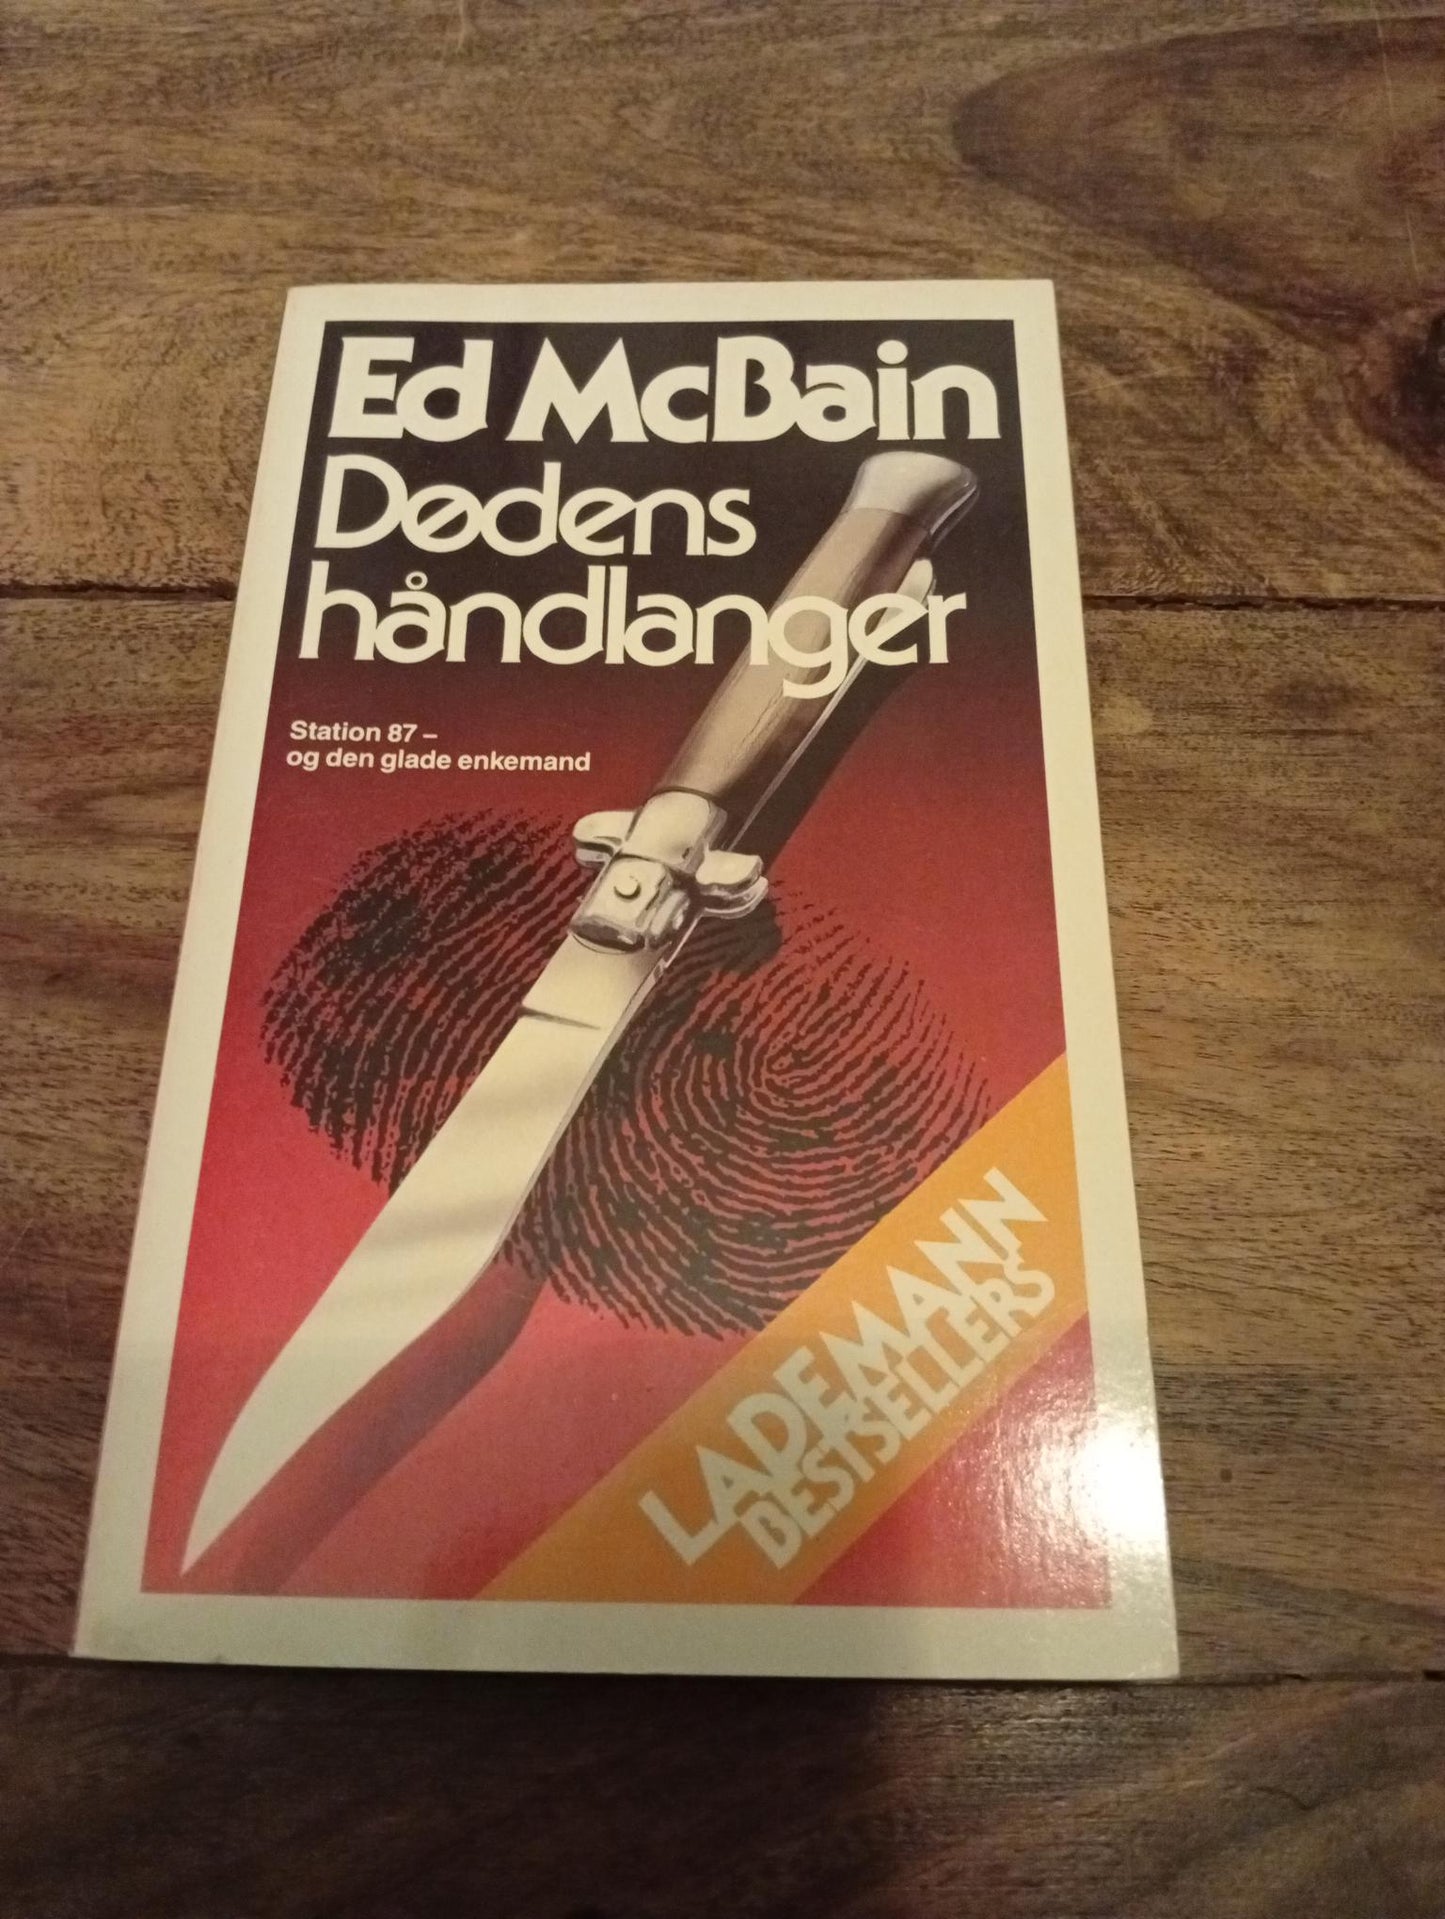 Ed McBain
Dødens
håndlanger
Station 87 –
og den glade enkemand
LADEMANN
BESTSELLERS